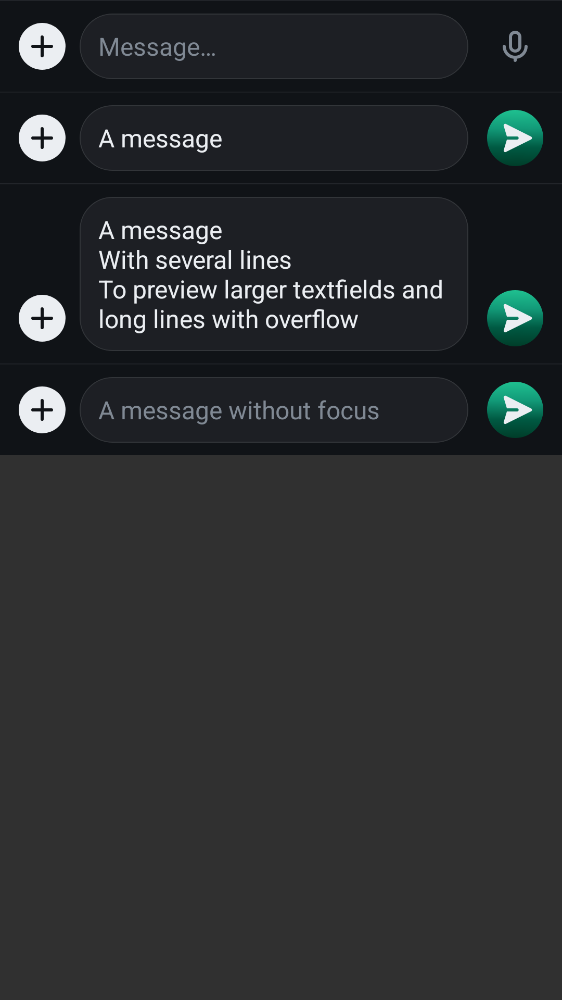 Message…
A message
A message
With several lines
To preview larger textfields and
long lines with overflow
A message without focus